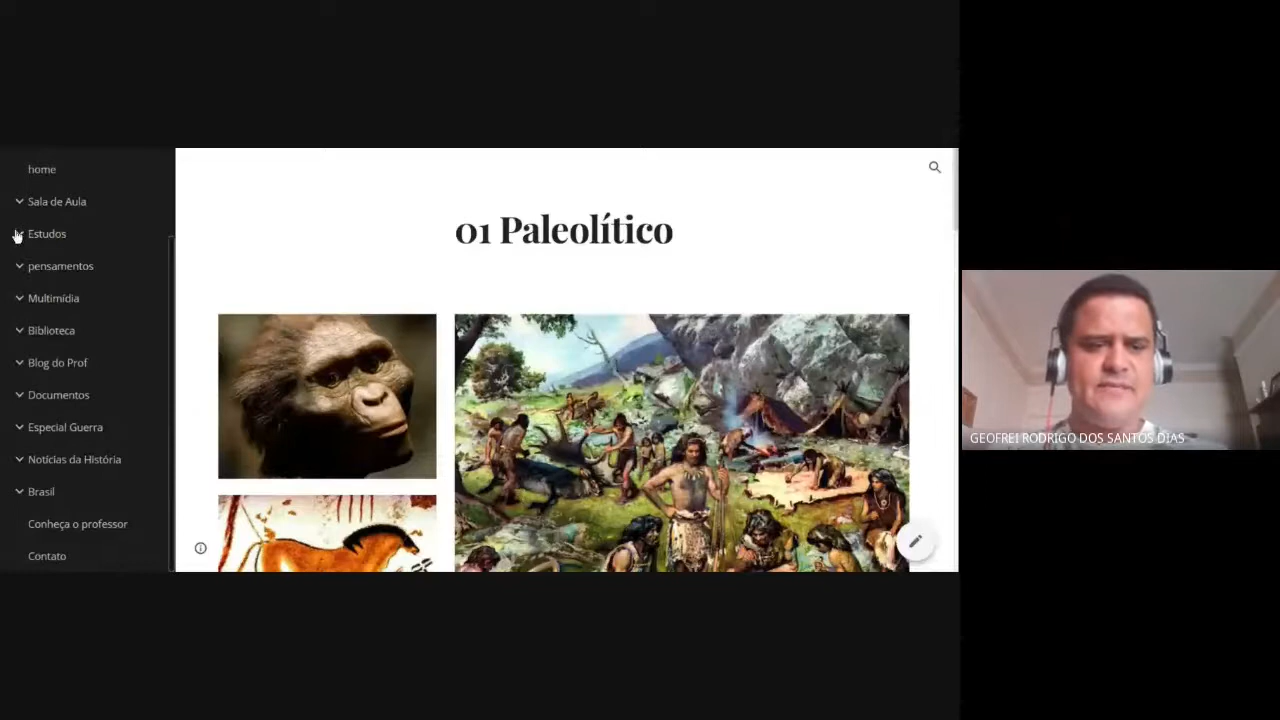 home
Sala de Aula
Estudos
pensamentos
Multimídia
Biblioteca
Blog do Prof
Documentos
Especial Guerra
Notícias da História
Brasil
Conheça o professor
Contato
01 Paleolítico
GEOFREI RODRIGO DOS SANTOS DIAS